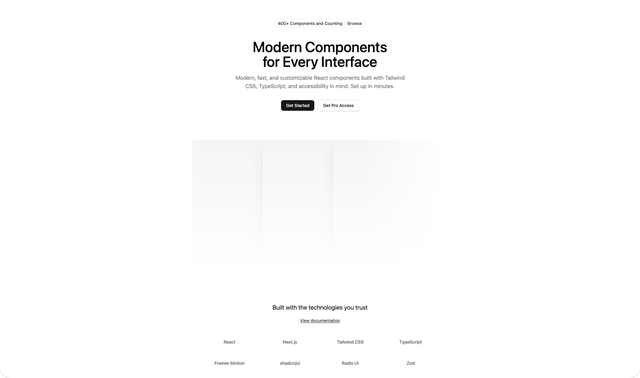 600+ Components and Counting Browse
Modern Components
for Every Interface
Modern, fast, and customizable React components built with Tailwind
CSS, TypeScript, and accessibility in mind. Set up in minutes.
Get Started Get Pro Access
Built with the technologies you trust
View documentation
React Next.js Tailwind CSS TypeScript
Framer Motion shadcn/ui Radix UI Zod